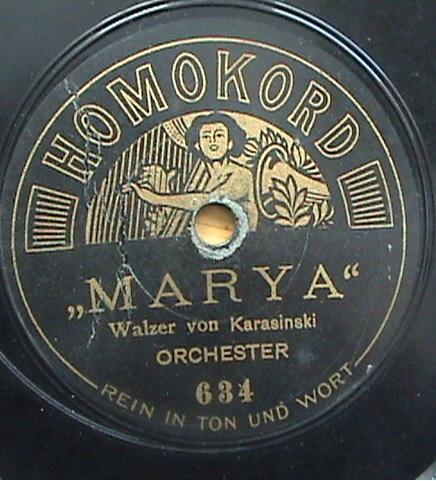 HOMOKORD
„MARYA“
Walzer von Karasinski
ORCHESTER
634
REIN IN TON UND WORT